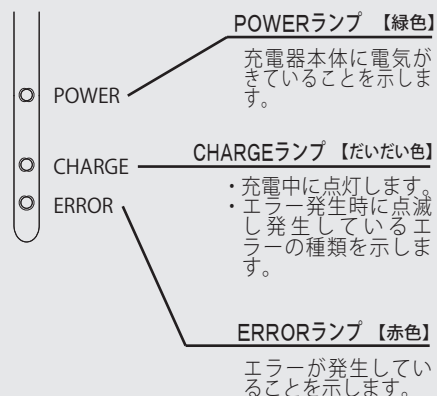 POWERランプ 【緑色】
充電器本体に電気が
きていることを示しま
す。
POWER
CHARGEランプ 【だいだい色】
CHARGE
・充電中に点灯します。
・エラー発生時に点滅
し発生しているエ
ラーの種類を示しま
す。
ERROR
ERRORランプ 【赤色】
エラーが発生してい
ることを示します。